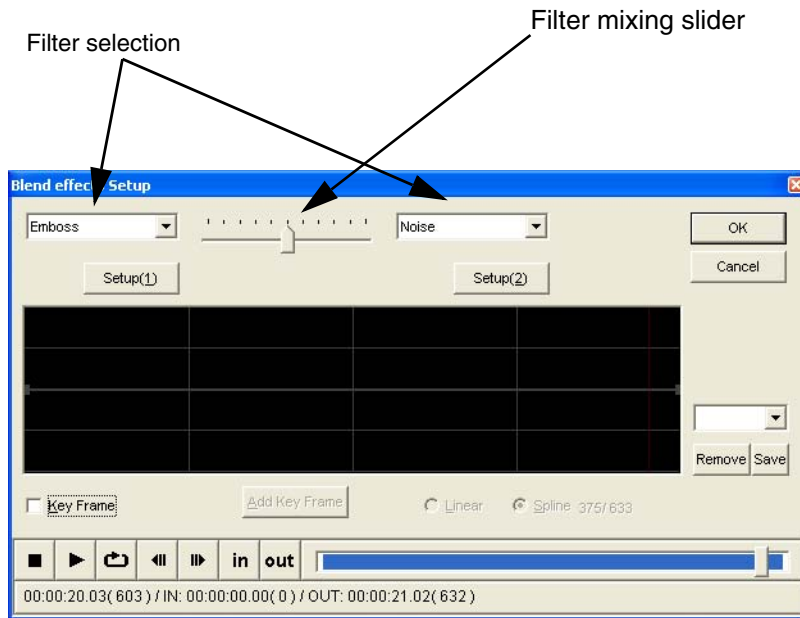 Filter mixing slider
Filter selection
Blend effect Setup
Emboss
Noise
OK
Setup(1)
Setup(2)
Cancel
Remove
Save
Key Frame
Add Key Frame
Linear
Spline
375/633
in
out
00:00:20.03( 603 ) / IN: 00:00:00.00( 0 ) / OUT: 00:00:21.02( 632 )